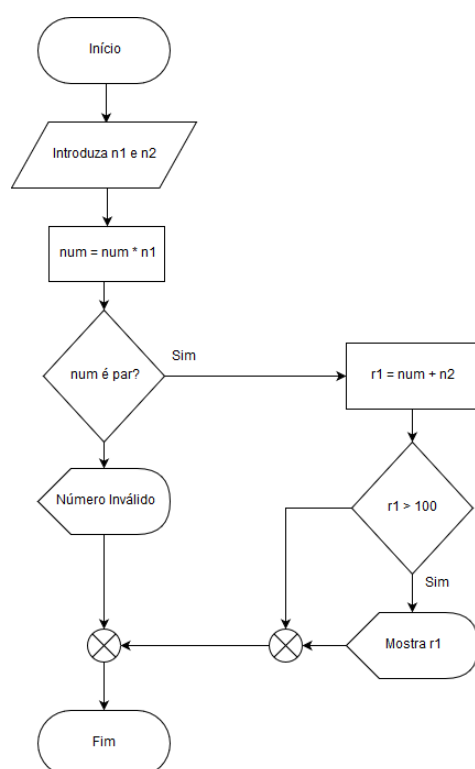 Início
Introduza n1 e n2
num = num * n1
num é par?
Sim
r1 = num + n2
Número Inválido
r1 > 100
Sim
Mostra r1
Fim